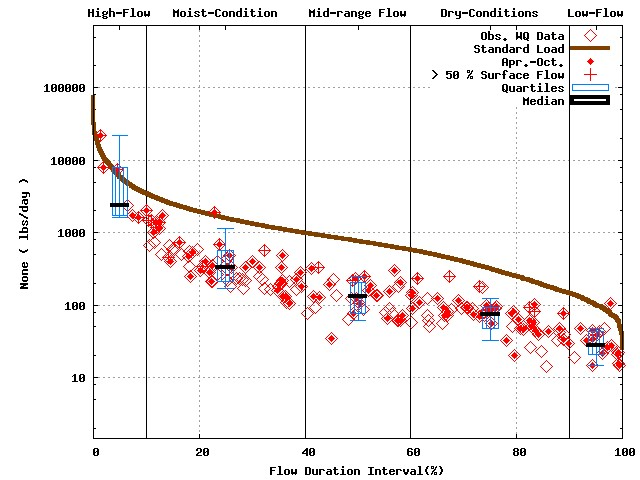 High-Flow Moist-Condition Mid-range Flow Dry-Conditions Low-Flow
Obs. WQ Data
Standard Load
Apr.-Oct.
> 50 % Surface Flow
Quartiles
Median
100000
10000
1000
100
10
None ( lbs/day )
0 20 40 60 80 100
Flow Duration Interval(%)